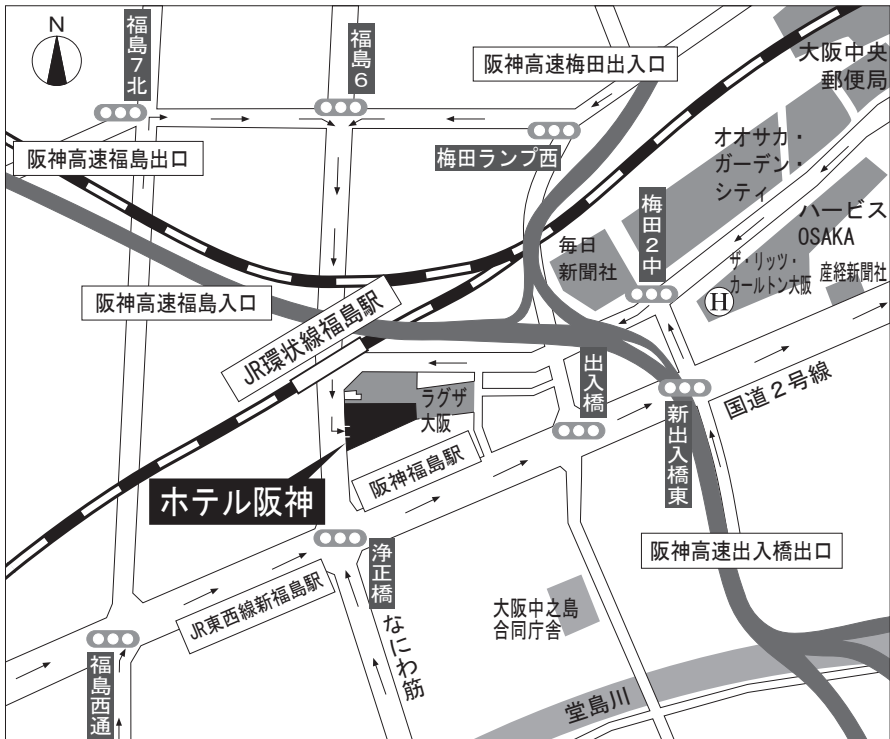 N
福島7北
福島6
阪神高速梅田出入口
大阪中央
郵便局
阪神高速福島出口
梅田ランプ西
オオサカ・
ガーデン・
シティ
梅田2中
ハービス
OSAKA
毎日
新聞社
ザ・リッツ・
カールトン大阪
産経新聞社
H
阪神高速福島入口
JR環状線福島駅
出入橋
国道2号線
ラグザ
大阪
新出入橋東
阪神福島駅
ホテル阪神
浄正橋
阪神高速出入橋出口
JR東西線新福島駅
大阪中之島
合同庁舎
なにわ筋
福島西通
堂島川